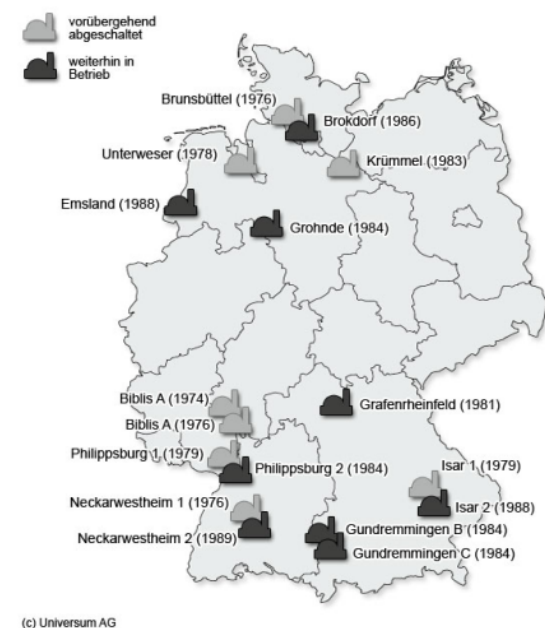 vorübergehend
abgeschaltet
weiterhin in
Betrieb
Brunsbüttel (1976)
Brokdorf (1986)
Unterweser (1978)
Krümmel (1983)
Emsland (1988)
Grohnde (1984)
Biblis A (1974)
Grafenrheinfeld (1981)
Biblis A (1976)
Philippsburg 1 (1979)
Philippsburg 2 (1984)
Isar 1 (1979)
Neckarwestheim 1 (1976)
Isar 2 (1988)
Gundremmingen B (1984)
Neckarwestheim 2 (1989)
Gundremmingen C (1984)
(c) Universum AG